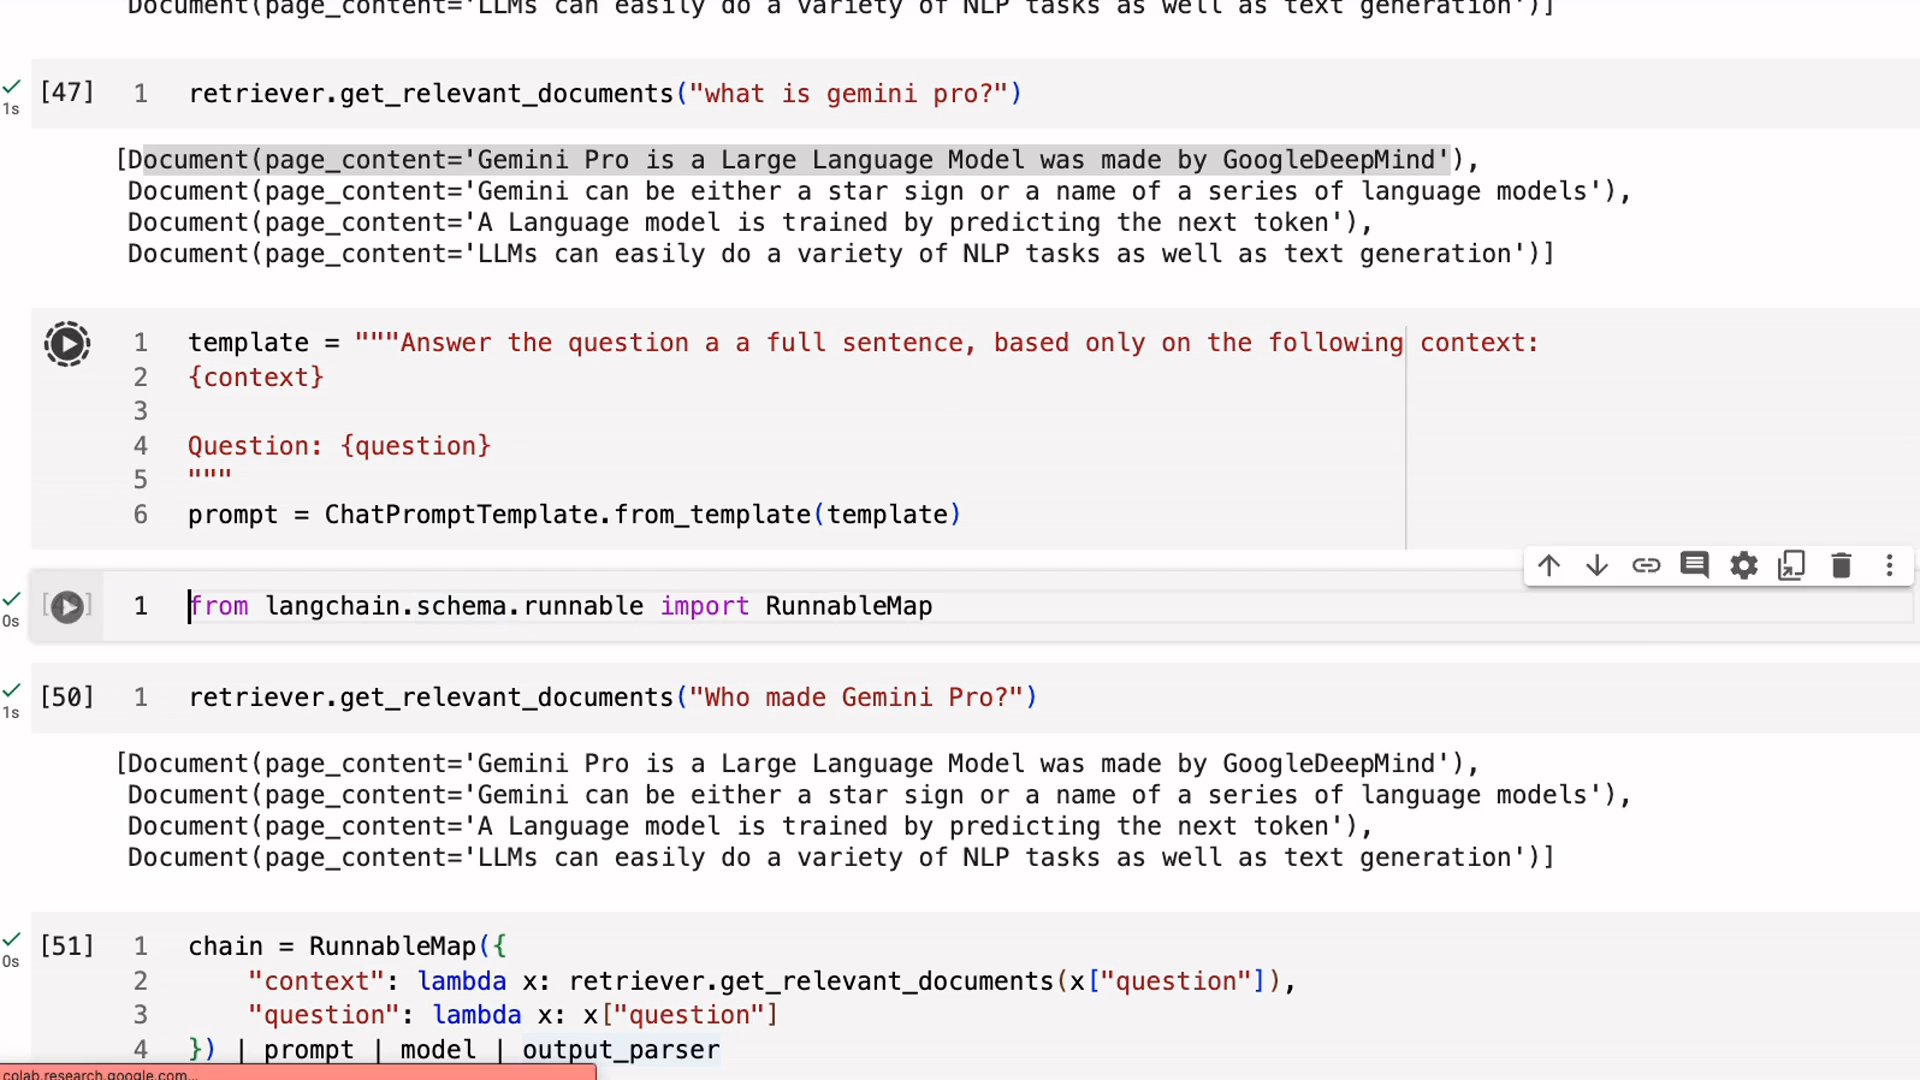 Document(page_content='LLMs can easily do a variety of NLP tasks as well as text generation')]
[47] 1 retriever.get_relevant_documents("what is gemini pro?")
1s
[Document(page_content='Gemini Pro is a Large Language Model was made by GoogleDeepMind'),
Document(page_content='Gemini can be either a star sign or a name of a series of language models'),
Document(page_content='A Language model is trained by predicting the next token'),
Document(page_content='LLMs can easily do a variety of NLP tasks as well as text generation')]
1 template = """Answer the question a a full sentence, based only on the following context:
2 {context}
3
4 Question: {question}
5 """
6 prompt = ChatPromptTemplate.from_template(template)
1 from langchain.schema.runnable import RunnableMap
0s
[50] 1 retriever.get_relevant_documents("Who made Gemini Pro?")
1s
[Document(page_content='Gemini Pro is a Large Language Model was made by GoogleDeepMind'),
Document(page_content='Gemini can be either a star sign or a name of a series of language models'),
Document(page_content='A Language model is trained by predicting the next token'),
Document(page_content='LLMs can easily do a variety of NLP tasks as well as text generation')]
[51] 1 chain = RunnableMap({
0s
2 "context": lambda x: retriever.get_relevant_documents(x["question"]),
3 "question": lambda x: x["question"]
4 }) | prompt | model | output_parser
colab.research.google.com...